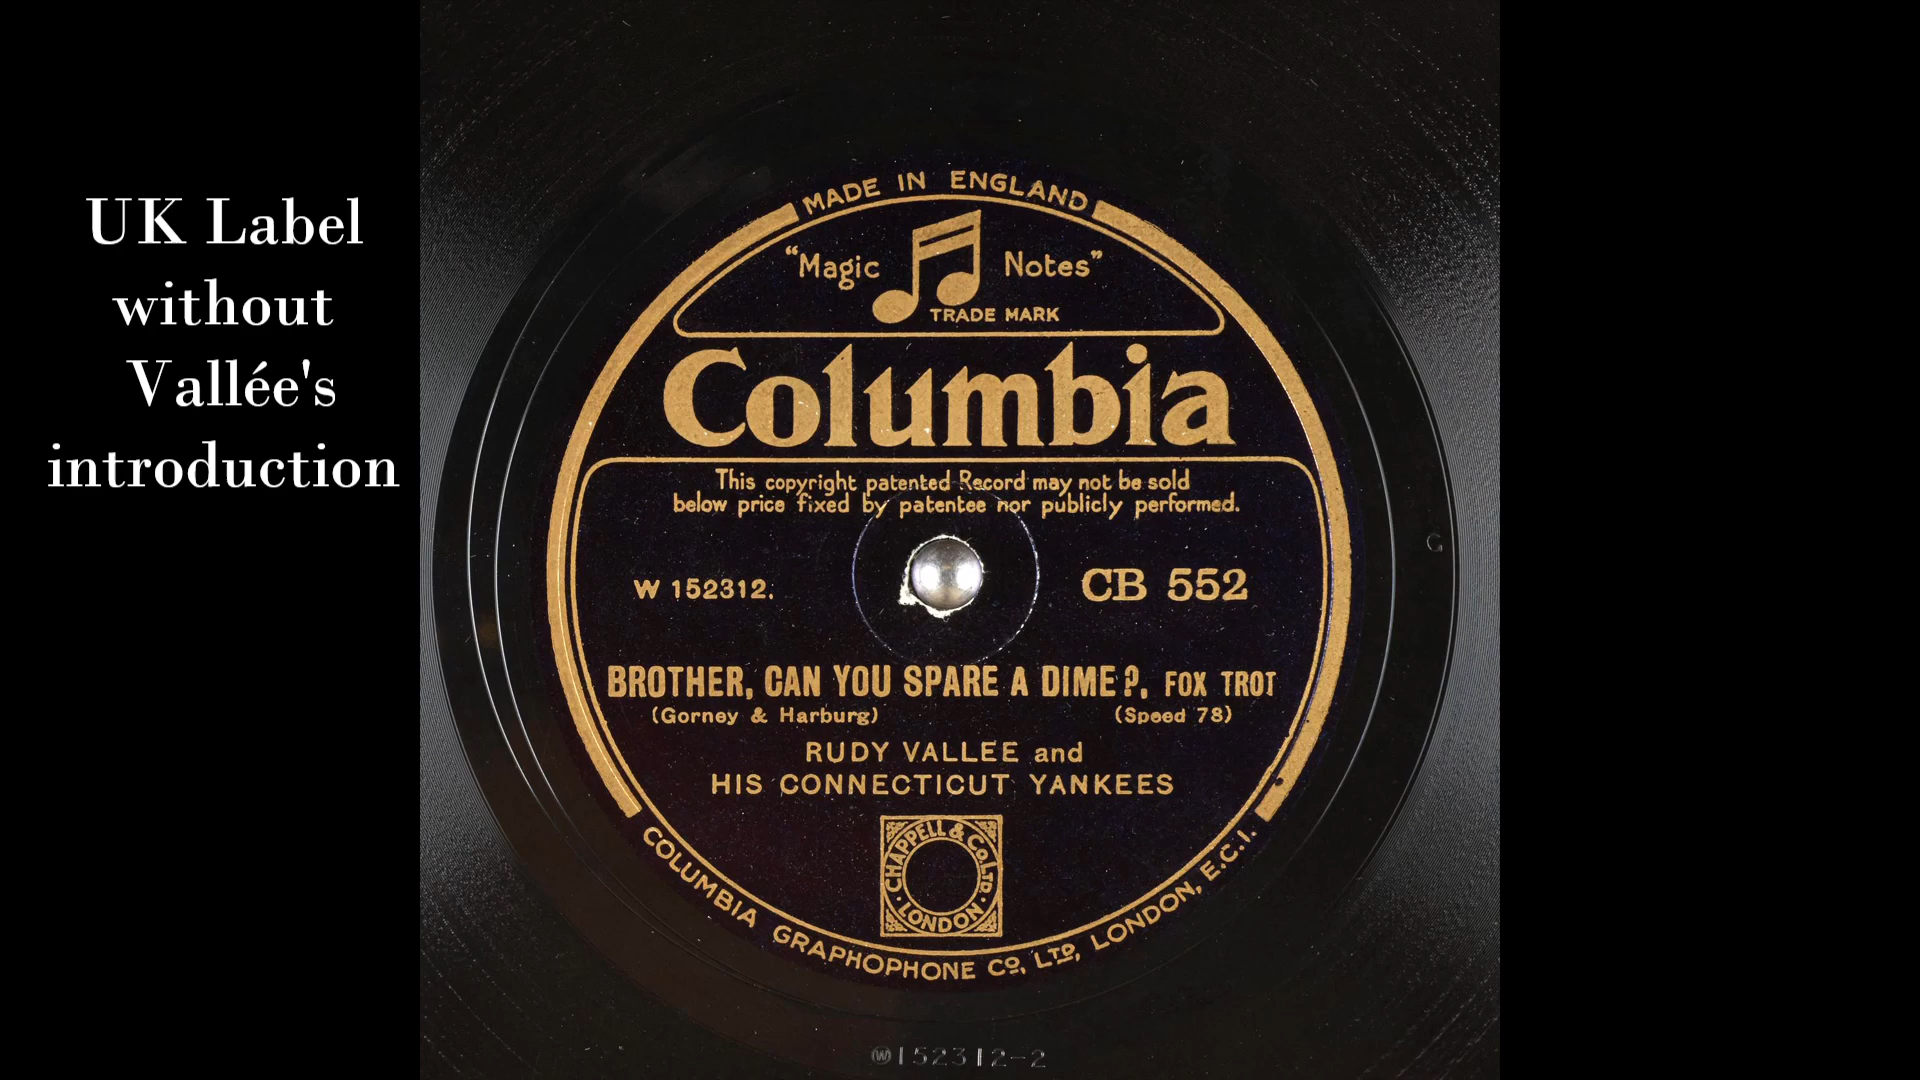 UK Label
without
Vallée's
introduction
MADE IN ENGLAND
"Magic Notes"
TRADE MARK
Columbia
This copyright patented Record may not be sold
below price fixed by patentee nor publicly performed.
W 152312.
CB 552
BROTHER, CAN YOU SPARE A DIME?. FOX TROT
(Gorney & Harburg) (Speed 78)
RUDY VALLEE and
HIS CONNECTICUT YANKEES
CHAPPELL & CO. LTD.
· LONDON ·
COLUMBIA GRAPHOPHONE CO., LTD, LONDON, E.C.I.
G
W152312-2